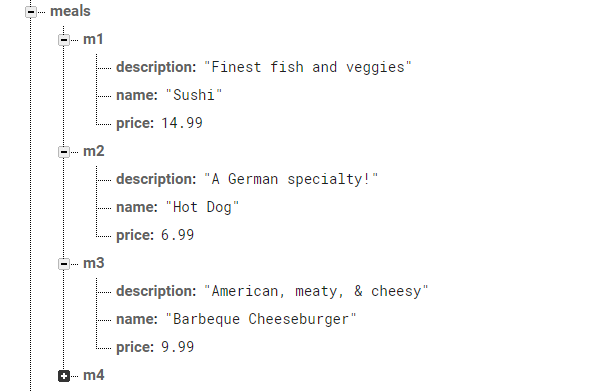 meals
m1
description: "Finest fish and veggies"
name: "Sushi"
price: 14.99
m2
description: "A German specialty!"
name: "Hot Dog"
price: 6.99
m3
description: "American, meaty, & cheesy"
name: "Barbeque Cheeseburger"
price: 9.99
m4